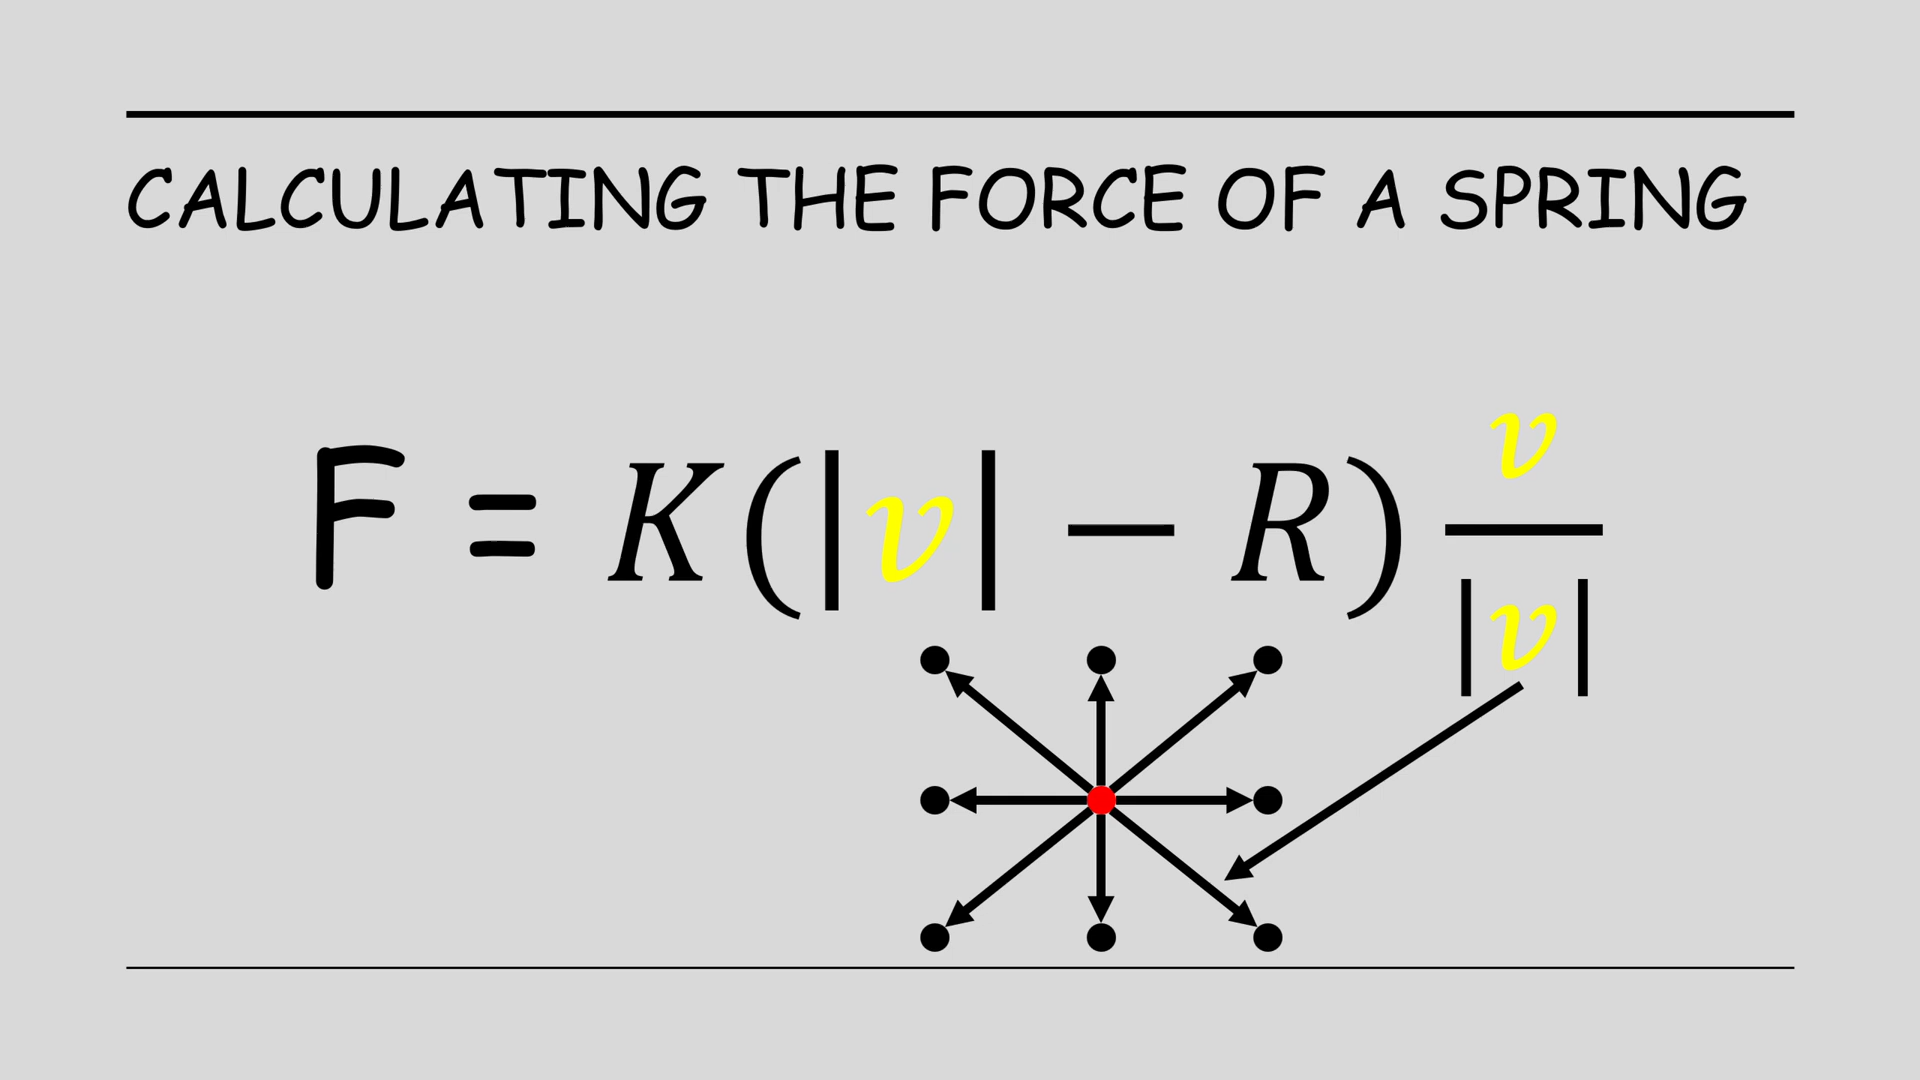 CALCULATING THE FORCE OF A SPRING
F = K(|v| − R) v/|v|